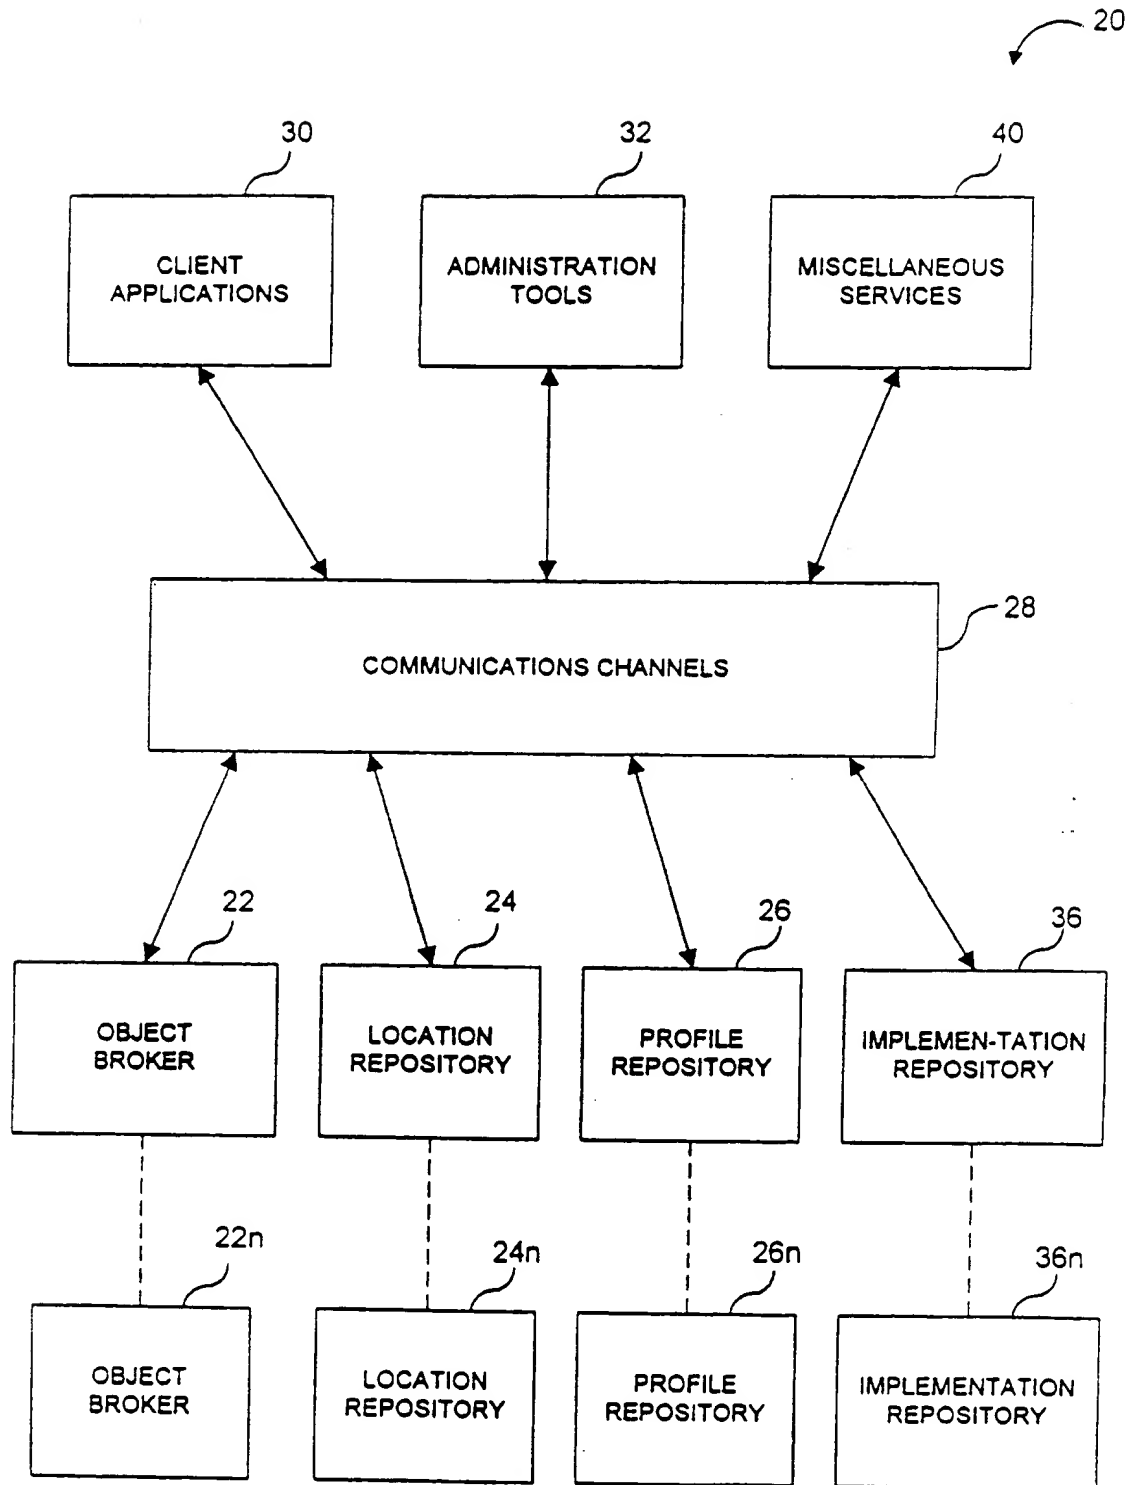 20
30
32
40
CLIENT
APPLICATIONS
ADMINISTRATION
TOOLS
MISCELLANEOUS
SERVICES
28
COMMUNICATIONS CHANNELS
22
24
26
36
OBJECT
BROKER
LOCATION
REPOSITORY
PROFILE
REPOSITORY
IMPLEMEN-TATION
REPOSITORY
22n
24n
26n
36n
OBJECT
BROKER
LOCATION
REPOSITORY
PROFILE
REPOSITORY
IMPLEMENTATION
REPOSITORY